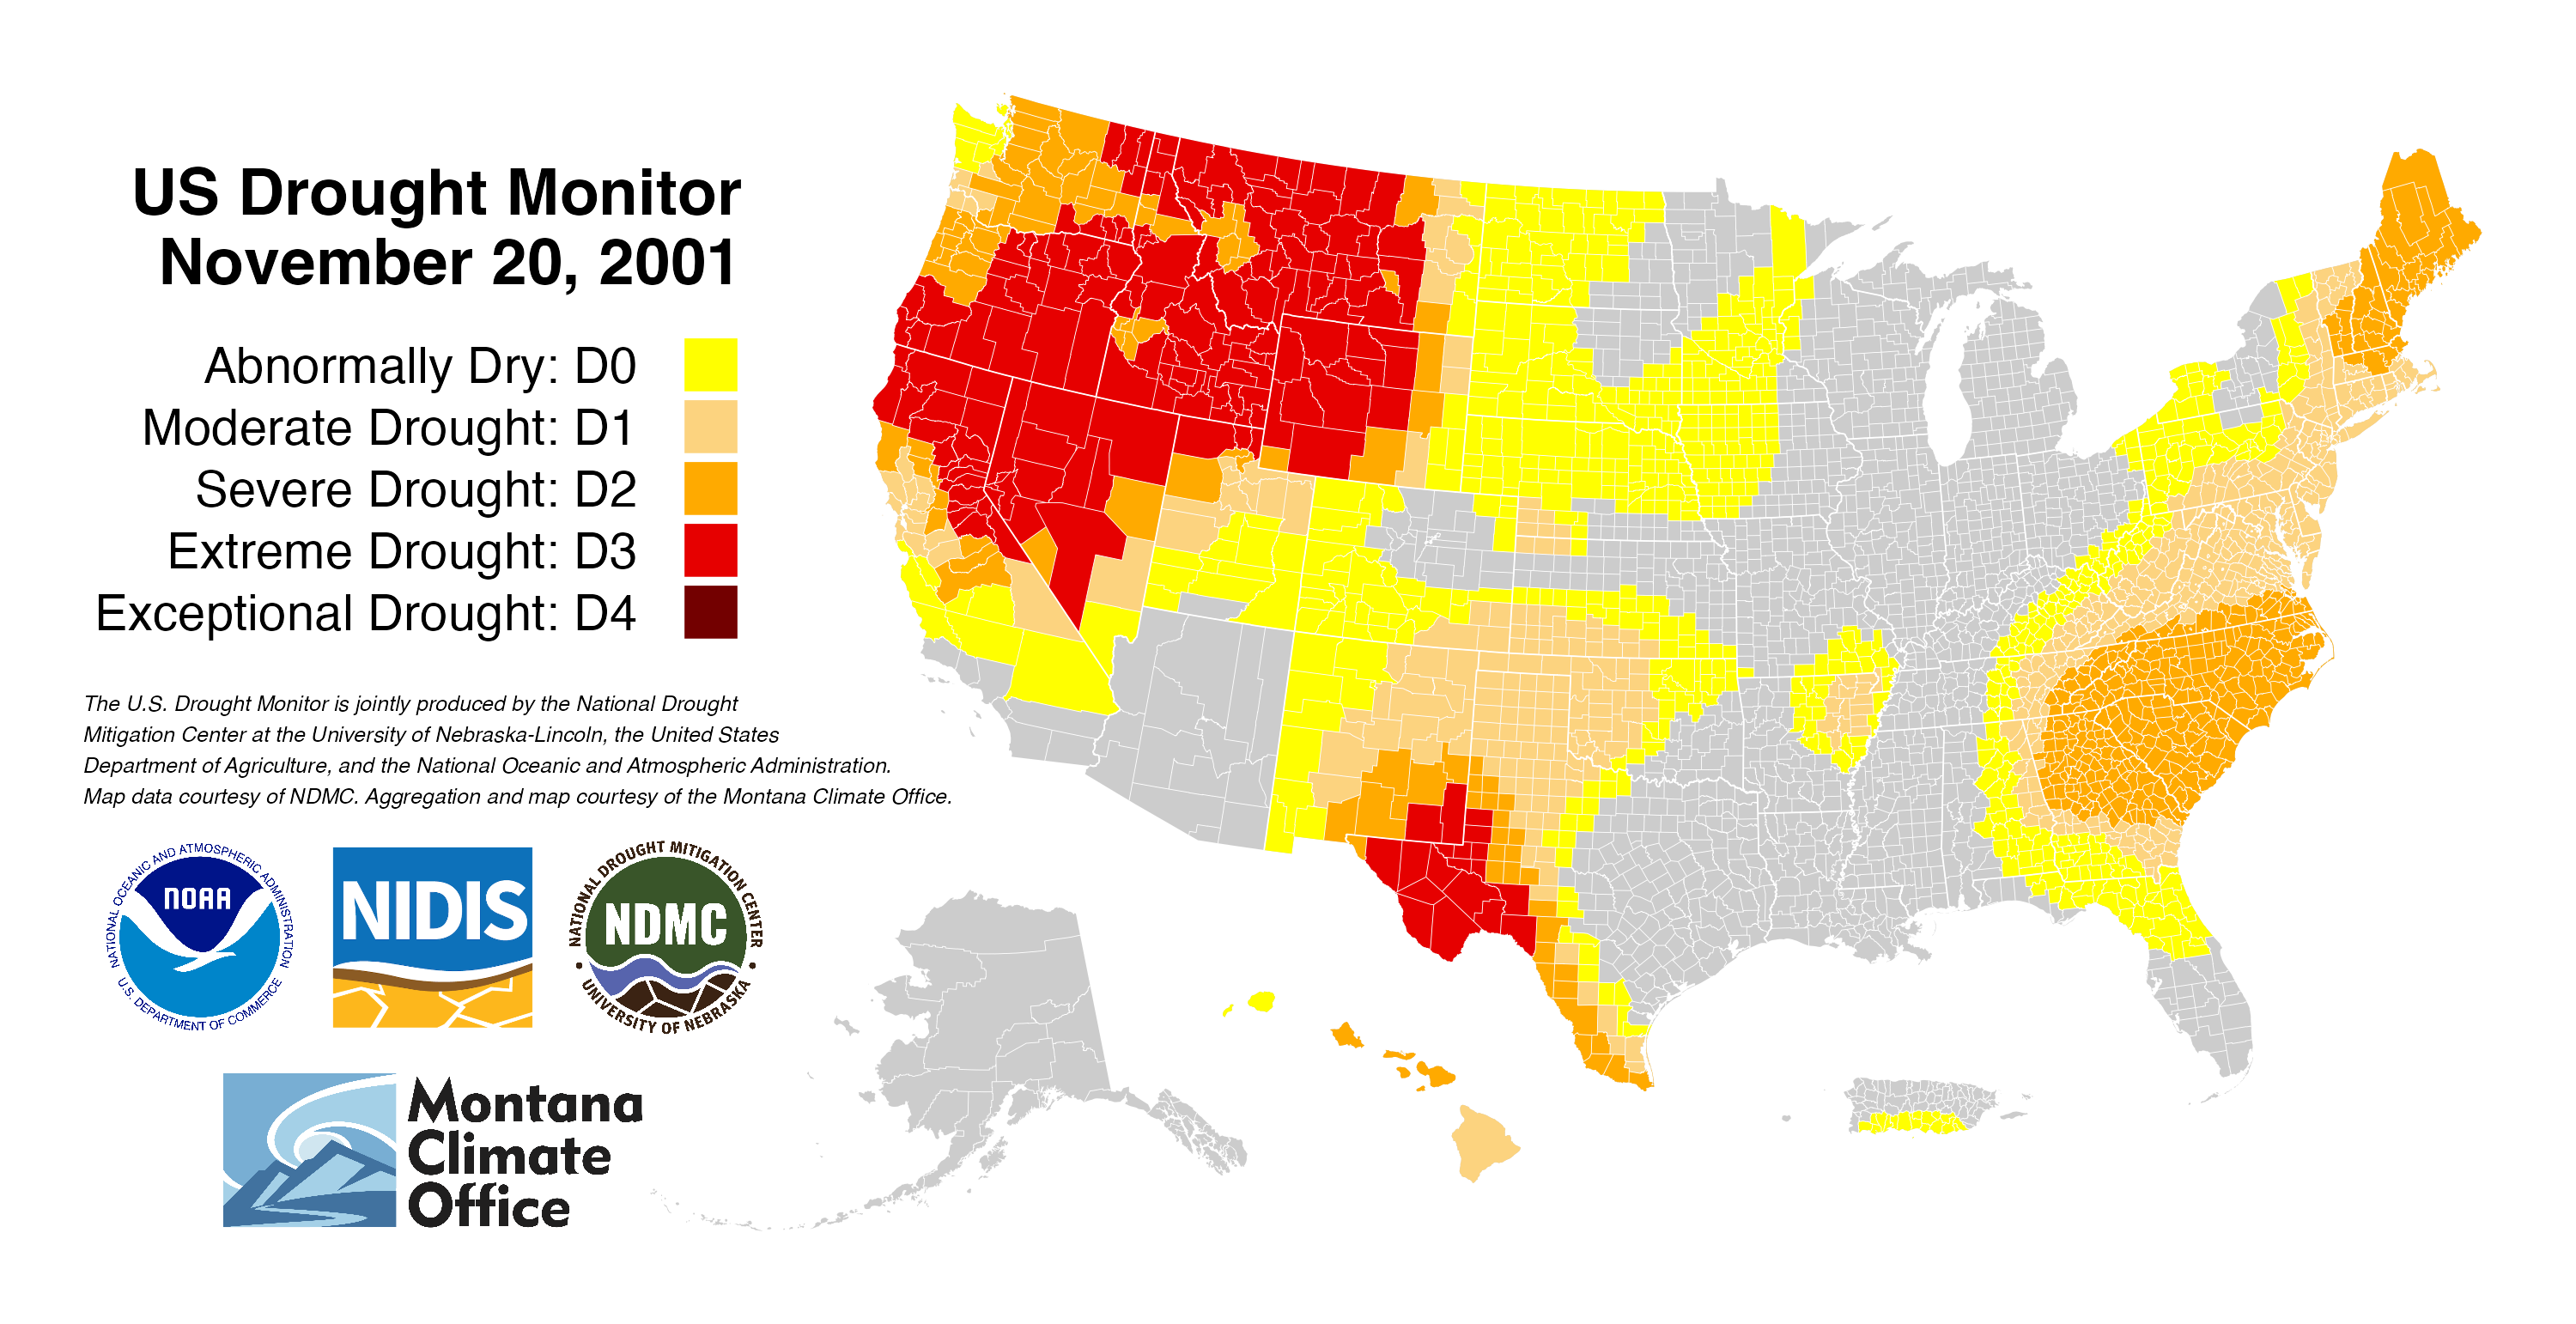 US Drought Monitor
November 20, 2001
Abnormally Dry: D0
Moderate Drought: D1
Severe Drought: D2
Extreme Drought: D3
Exceptional Drought: D4
The U.S. Drought Monitor is jointly produced by the National Drought
Mitigation Center at the University of Nebraska-Lincoln, the United States
Department of Agriculture, and the National Oceanic and Atmospheric Administration.
Map data courtesy of NDMC. Aggregation and map courtesy of the Montana Climate Office.
NATIONAL OCEANIC AND ATMOSPHERIC ADMINISTRATION
NOAA
U.S. DEPARTMENT OF COMMERCE
NIDIS
NATIONAL DROUGHT MITIGATION CENTER
NDMC
UNIVERSITY OF NEBRASKA
Montana
Climate
Office